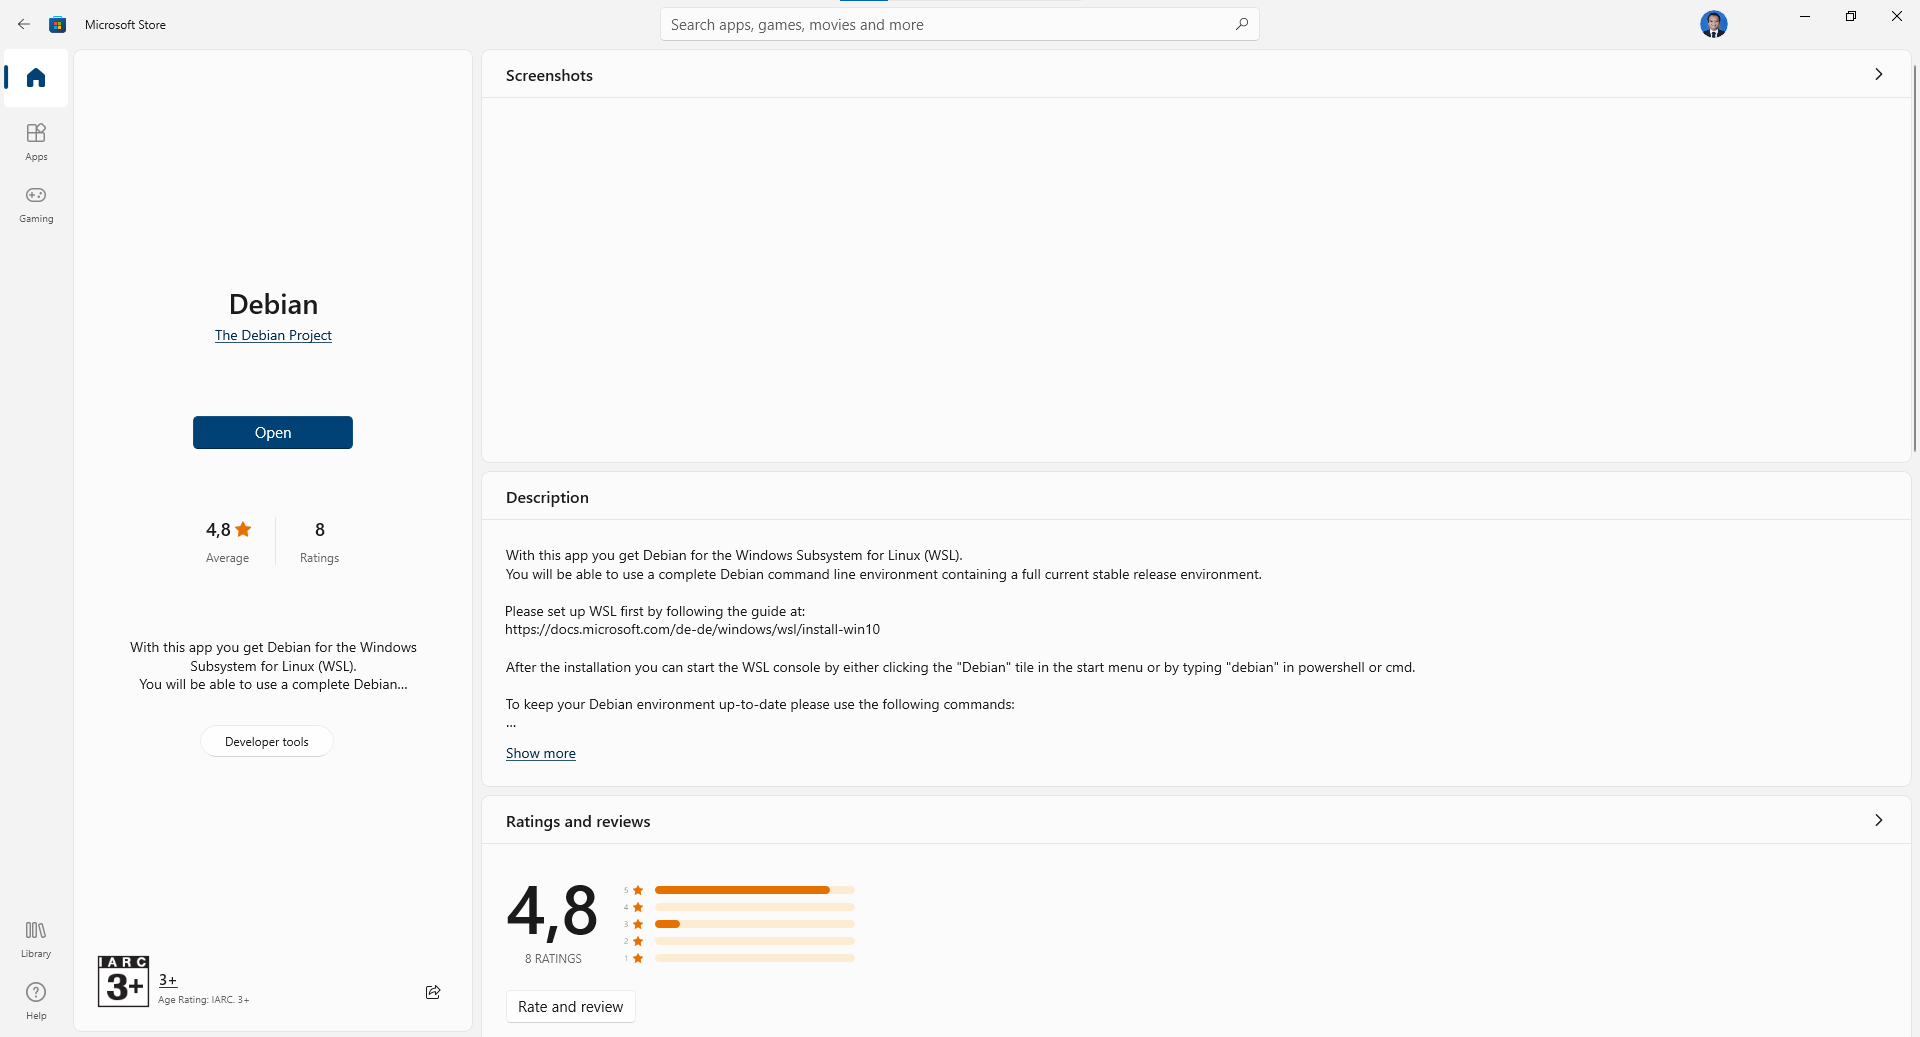 Microsoft Store
Search apps, games, movies and more
Apps
Gaming
Library
Help
Debian
The Debian Project
Open
4,8
Average
8
Ratings
With this app you get Debian for the Windows
Subsystem for Linux (WSL).
You will be able to use a complete Debian...
Developer tools
IARC
3+
3+
Age Rating: IARC. 3+
Screenshots
Description
With this app you get Debian for the Windows Subsystem for Linux (WSL).
You will be able to use a complete Debian command line environment containing a full current stable release environment.
Please set up WSL first by following the guide at:
https://docs.microsoft.com/de-de/windows/wsl/install-win10
After the installation you can start the WSL console by either clicking the "Debian" tile in the start menu or by typing "debian" in powershell or cmd.
To keep your Debian environment up-to-date please use the following commands:
...
Show more
Ratings and reviews
4,8
8 RATINGS
5
4
3
2
1
Rate and review